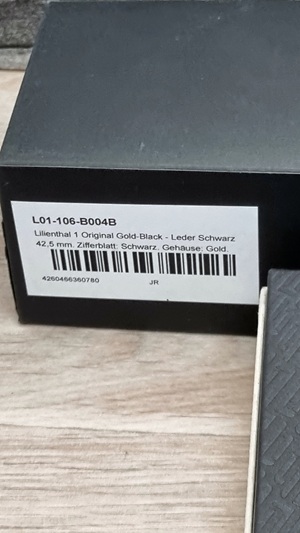 L01-106-B004B
Lilienthal 1 Original Gold-Black - Leder Schwarz
42,5 mm. Zifferblatt: Schwarz. Gehäuse: Gold.
4260466360780 JR